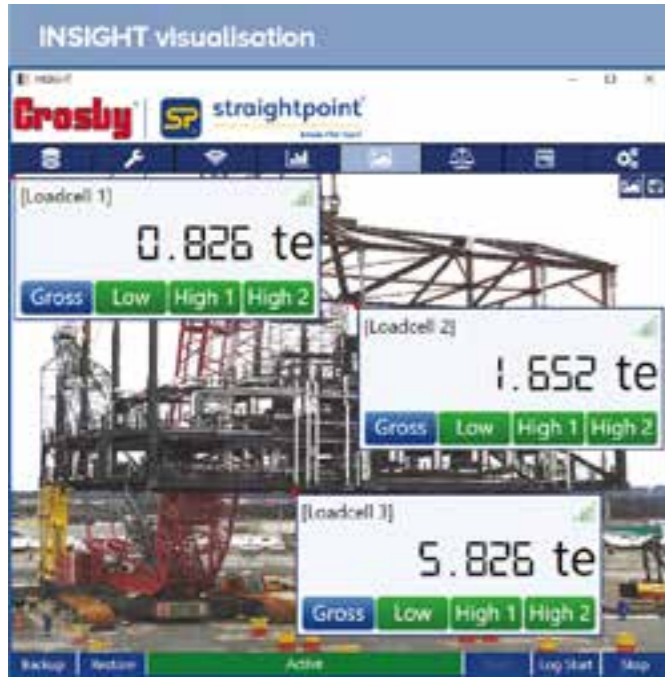 INSIGHT visualisation
INSIGHT
Crosby
SP straightpoint
[Loadcell 1]
0.826 te
Gross Low High 1 High 2
[Loadcell 2]
1.652 te
Gross Low High 1 High 2
[Loadcell 3]
5.826 te
Gross Low High 1 High 2
Backup Restore Active Log Start Stop